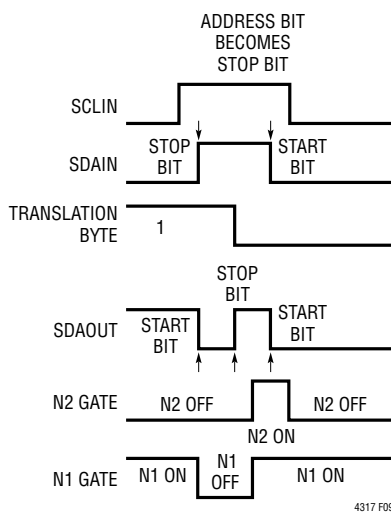 ADDRESS BIT
BECOMES
STOP BIT
SCLIN
SDAIN
STOP
BIT
START
BIT
TRANSLATION
BYTE
1
STOP
BIT
SDAOUT
START
BIT
START
BIT
N2 GATE
N2 OFF
N2 OFF
N2 ON
N1 GATE
N1 ON
N1
OFF
N1 ON
4317 F09